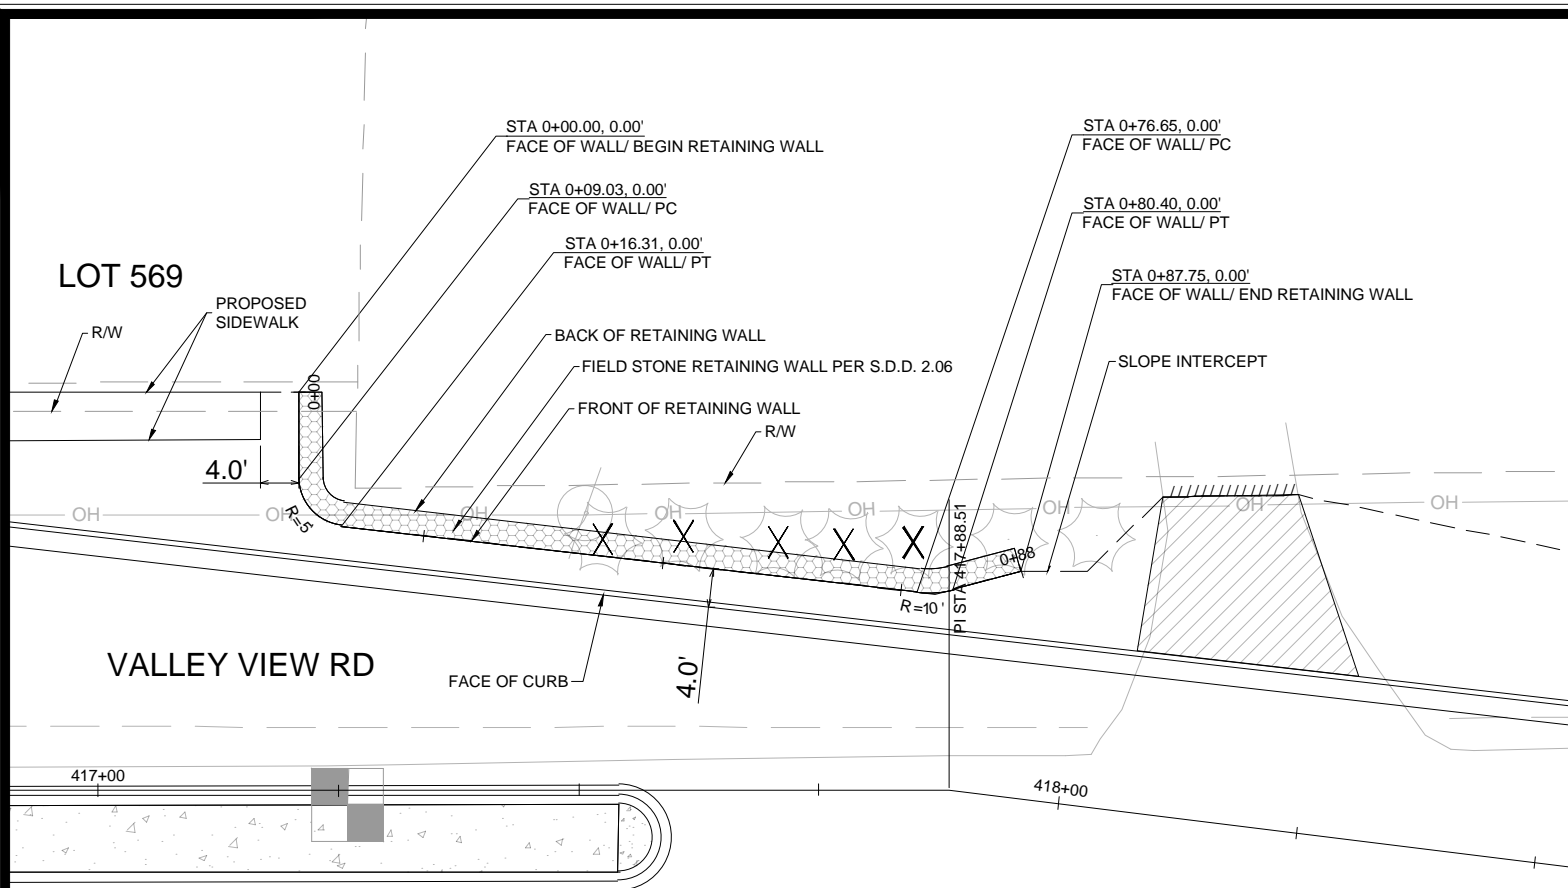 STA 0+00.00, 0.00'
FACE OF WALL/ BEGIN RETAINING WALL
STA 0+76.65, 0.00'
FACE OF WALL/ PC
STA 0+09.03, 0.00'
FACE OF WALL/ PC
STA 0+80.40, 0.00'
FACE OF WALL/ PT
STA 0+16.31, 0.00'
FACE OF WALL/ PT
LOT 569
STA 0+87.75, 0.00'
FACE OF WALL/ END RETAINING WALL
PROPOSED
SIDEWALK
R/W
BACK OF RETAINING WALL
FIELD STONE RETAINING WALL PER S.D.D. 2.06
SLOPE INTERCEPT
0+00
FRONT OF RETAINING WALL
R/W
4.0'
OH
OH
OH
OH
OH
OH
OH
OH
R=5'
X X X X X
0+88
PI STA 417+88.51
R=10'
VALLEY VIEW RD
FACE OF CURB
4.0'
417+00
418+00